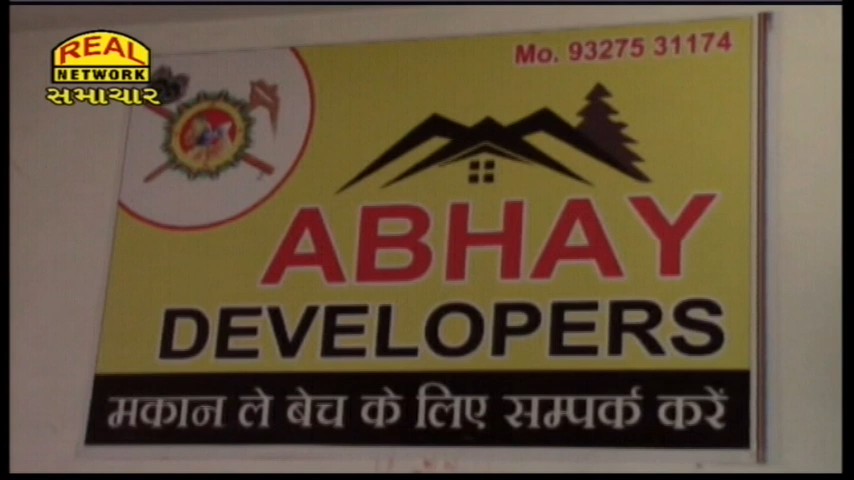 REAL
NETWORK
સમાચાર
Mo. 93275 31174
ABHAY
DEVELOPERS
मकान ले बेच के लिए सम्पर्क करें